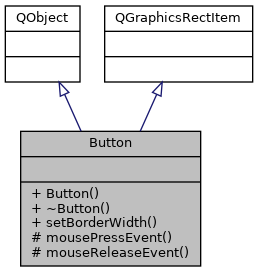 QObject
QGraphicsRectItem
Button
+ Button()
+ ~Button()
+ setBorderWidth()
# mousePressEvent()
# mouseReleaseEvent()